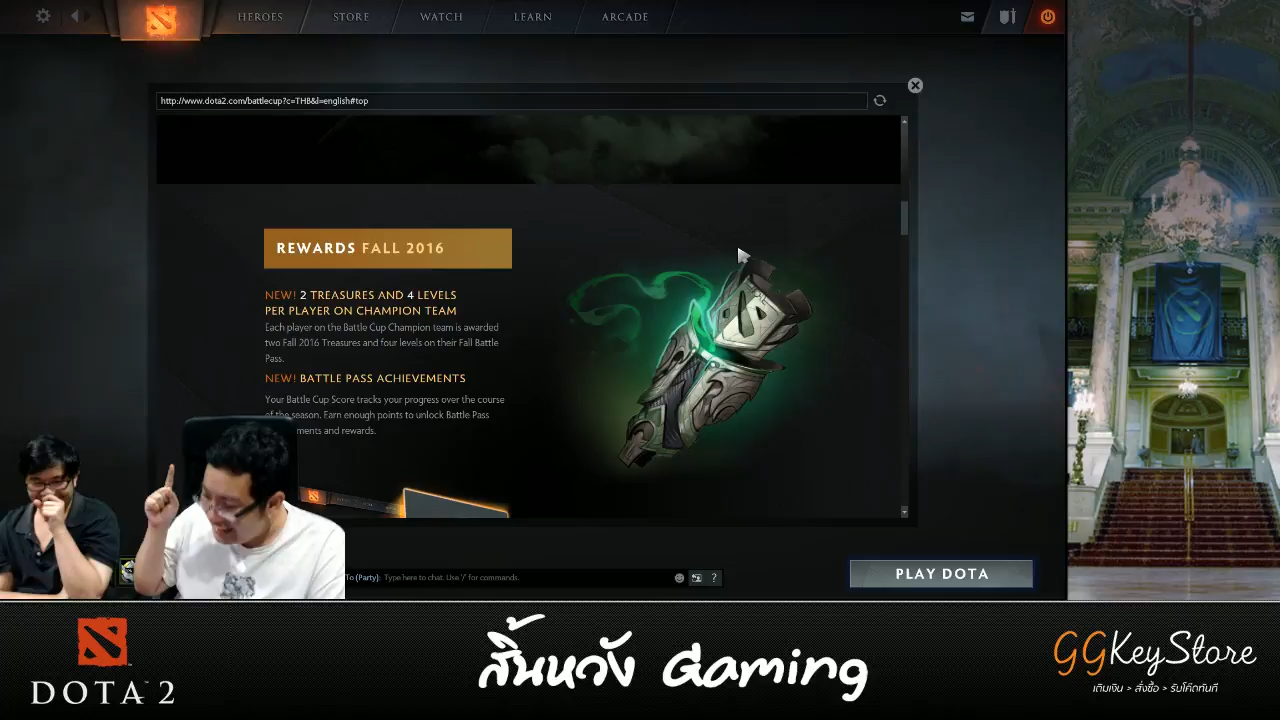 HEROES
STORE
WATCH
LEARN
ARCADE
http://www.dota2.com/battlecup?c=THB&l=english#top
REWARDS FALL 2016
NEW! 2 TREASURES AND 4 LEVELS
PER PLAYER ON CHAMPION TEAM
Each player on the Battle Cup Champion team is awarded
two Fall 2016 Treasures and four levels on their Fall Battle
Pass.
NEW! BATTLE PASS ACHIEVEMENTS
Your Battle Cup Score tracks your progress over the course
of the season. Earn enough points to unlock Battle Pass
ments and rewards.
To (Party): Type here to chat. Use '/' for commands.
?
PLAY DOTA
DOTA 2
สิ้นหวัง Gaming
GGKeyStore
เติมเงิน > สั่งซื้อ > รับโค๊ดทันที